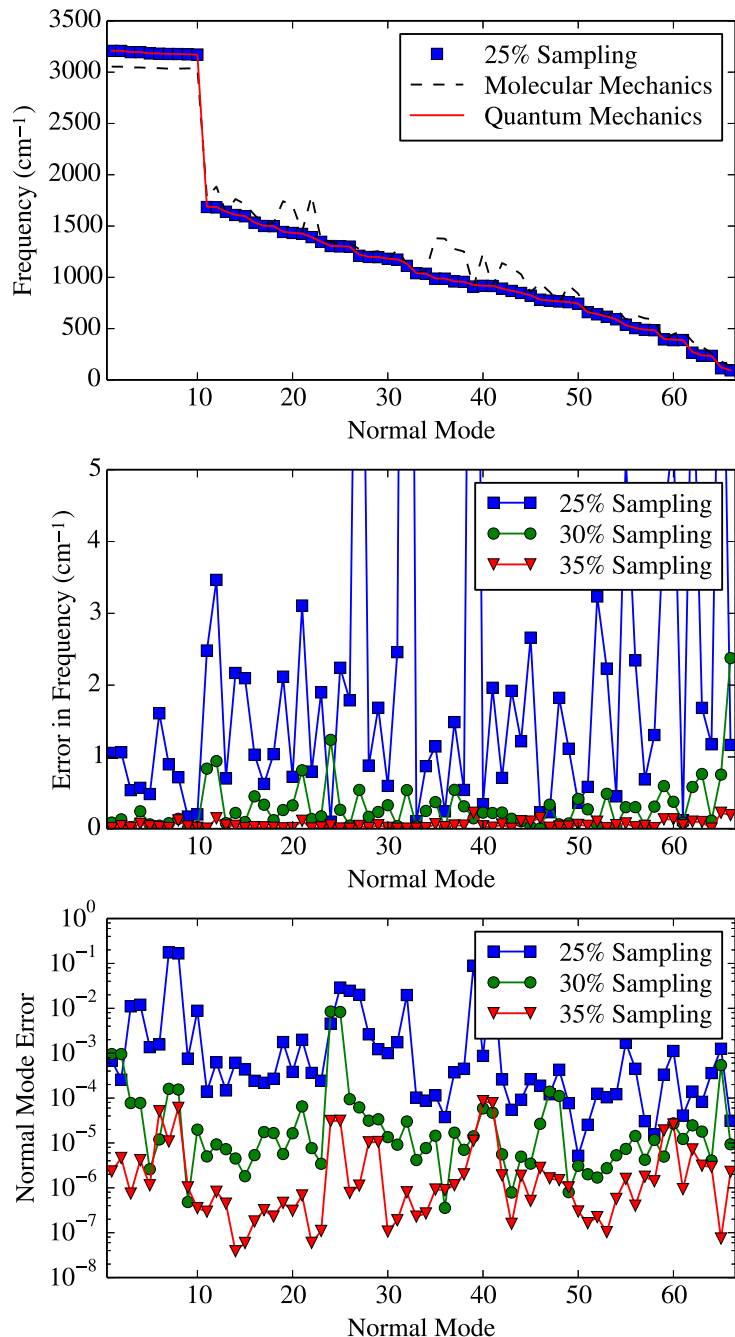 3500
3000
2500
2000
1500
1000
500
0
Frequency (cm⁻¹)
25% Sampling
Molecular Mechanics
Quantum Mechanics
10 20 30 40 50 60
Normal Mode
5
4
3
2
1
0
Error in Frequency (cm⁻¹)
25% Sampling
30% Sampling
35% Sampling
10 20 30 40 50 60
Normal Mode
10⁰
10⁻¹
10⁻²
10⁻³
10⁻⁴
10⁻⁵
10⁻⁶
10⁻⁷
10⁻⁸
Normal Mode Error
25% Sampling
30% Sampling
35% Sampling
10 20 30 40 50 60
Normal Mode